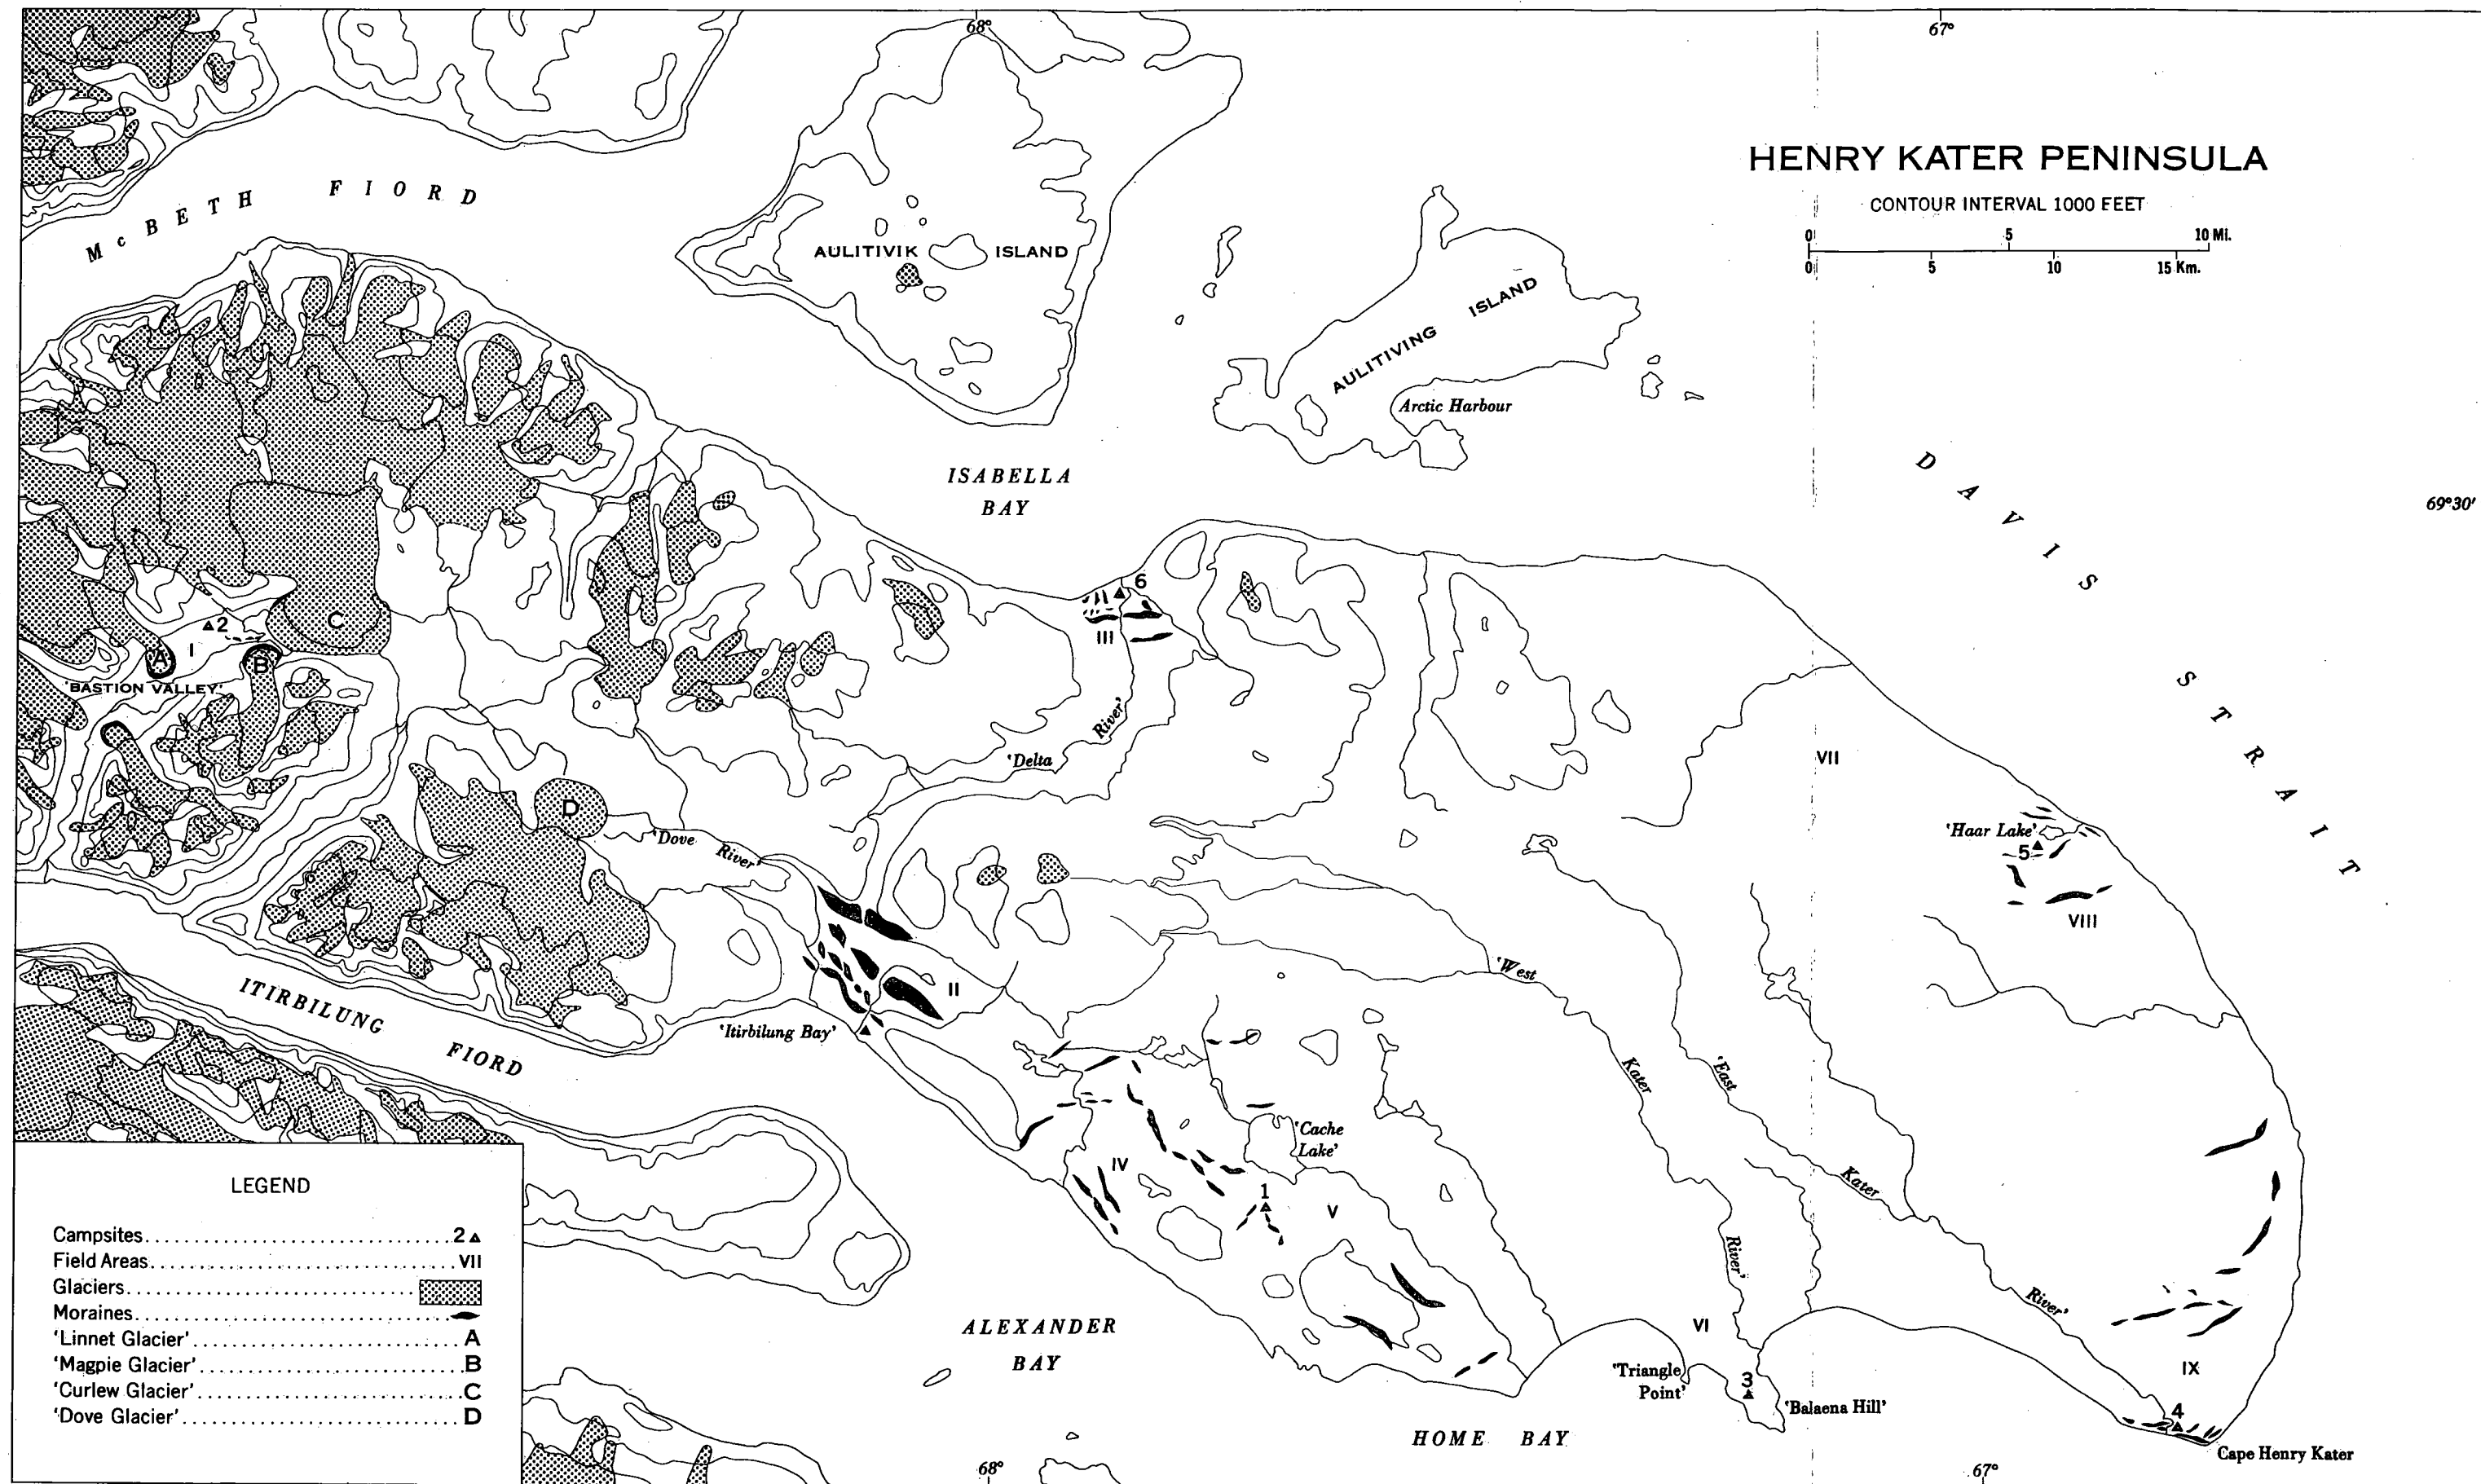 68°
67°
HENRY KATER PENINSULA
CONTOUR INTERVAL 1000 FEET
0 5 10 Mi.
0 5 10 15 Km.
McBETH FIORD
AULITIVIK ISLAND
AULITIVING ISLAND
Arctic Harbour
ISABELLA
BAY
DAVIS STRAIT
69°30'
6
III
2
I
A
B
C
'BASTION VALLEY'
'Delta River'
VII
D
'Dove River'
'Haar Lake'
5
VIII
II
'West Kater River'
'East Kater River'
ITIRBILUNG FIORD
'Itirbilung Bay'
'Cache
Lake'
IV
1
V
VI
IX
ALEXANDER
BAY
'Triangle
Point'
3
'Balaena Hill'
4
Cape Henry Kater
HOME BAY
68°
67°
LEGEND
Campsites 2
Field Areas VII
Glaciers
Moraines
'Linnet Glacier' A
'Magpie Glacier' B
'Curlew Glacier' C
'Dove Glacier' D